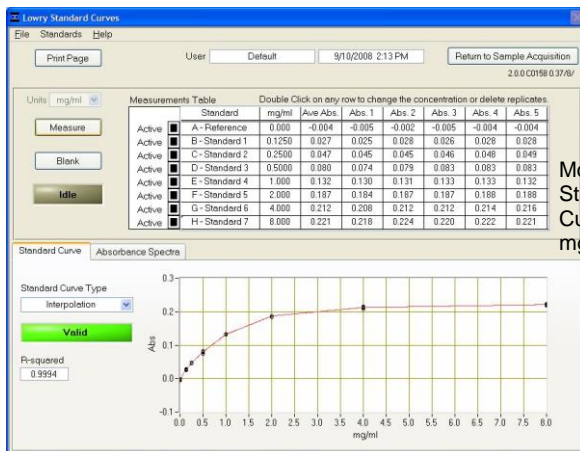 Lowry Standard Curves
File Standards Help
Print Page User Default 9/10/2008 2:13 PM Return to Sample Acquisition
2.0.0 C0158 0.37/8/
Units mg/ml Measurements Table Double Click on any row to change the concentration or delete replicates.
Standard mg/ml Ave Abs. Abs. 1 Abs. 2 Abs. 3 Abs. 4 Abs. 5
Active A - Reference 0.000 -0.004 -0.005 -0.002 -0.005 -0.004 -0.004
Active B - Standard 1 0.1250 0.027 0.025 0.028 0.026 0.028 0.028
Active C - Standard 2 0.2500 0.047 0.045 0.045 0.046 0.048 0.049
Active D - Standard 3 0.5000 0.080 0.074 0.079 0.083 0.083 0.083
Active E - Standard 4 1.000 0.132 0.130 0.131 0.133 0.133 0.132
Active F - Standard 5 2.000 0.187 0.184 0.187 0.187 0.188 0.188
Active G - Standard 6 4.000 0.212 0.208 0.212 0.212 0.214 0.216
Active H - Standard 7 8.000 0.221 0.218 0.224 0.220 0.222 0.221
Measure
Blank
Idle
Standard Curve Absorbance Spectra
Standard Curve Type
Interpolation
Valid
R-squared
0.9994
Abs
0.3
0.2
0.1
0.0
-0.1
0.0 0.5 1.0 1.5 2.0 2.5 3.0 3.5 4.0 4.5 5.0 5.5 6.0 6.5 7.0 7.5 8.0
mg/ml